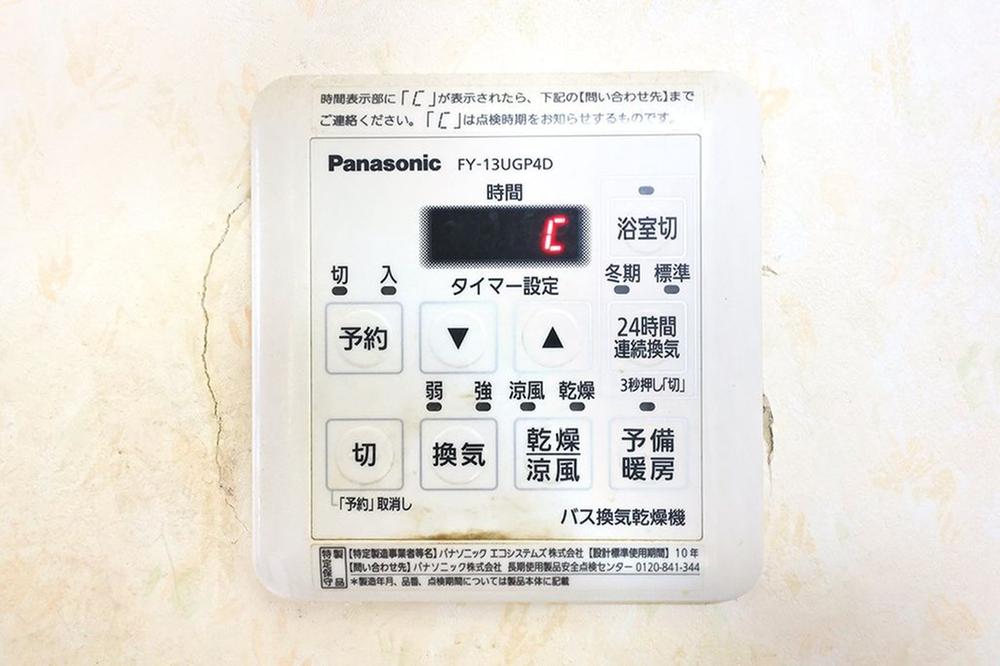 時間表示部に「C」が表示されたら、下記の【問い合わせ先】まで
ご連絡ください。「C」は点検時期をお知らせするものです。
Panasonic FY-13UGP4D
時間
C
浴室切
切 入
タイマー設定
冬期 標準
予約
▼
▲
24時間
連続換気
弱 強 涼風 乾燥
3秒押し「切」
切
換気
乾燥
涼風
予備
暖房
「予約」取消し
バス換気乾燥機
特定保守製品
【特定製造事業者等名】パナソニック エコシステムズ株式会社 【設計標準使用期間】10年
【問い合わせ先】パナソニック株式会社 長期使用製品安全点検センター 0120-841-344
*製造年月、品番、点検期間については製品本体に記載